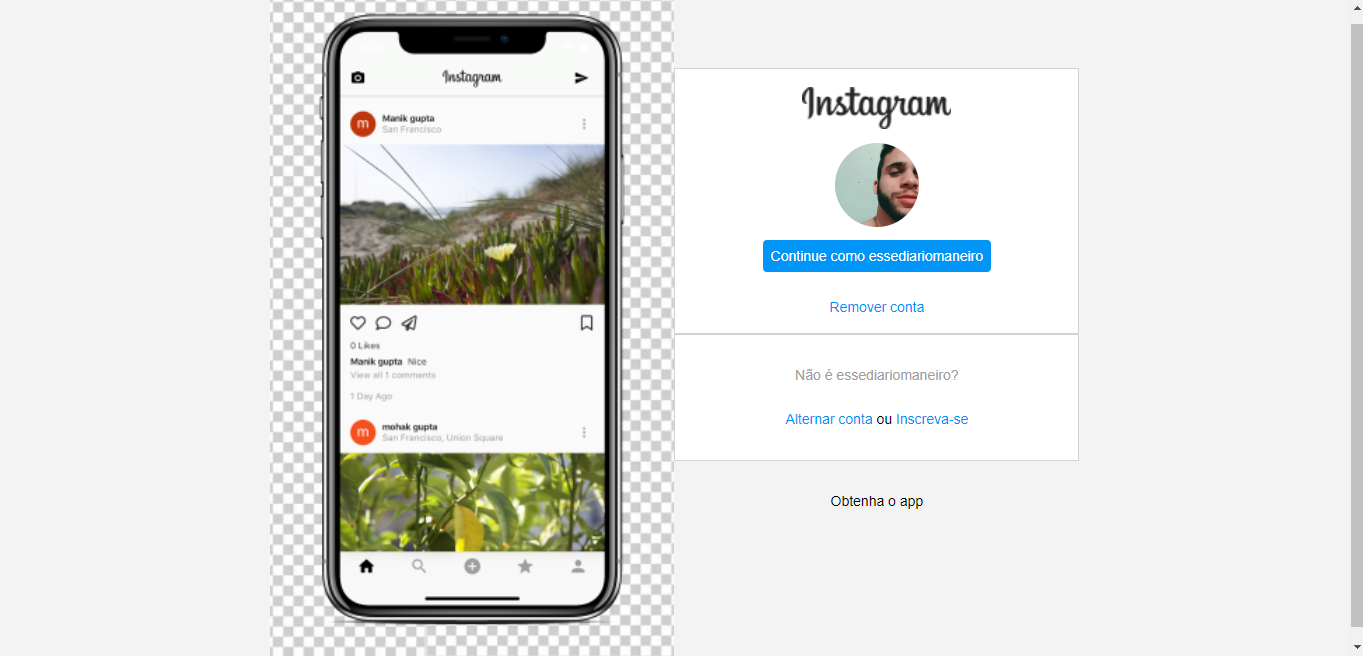 Instagram
Manik gupta
San Francisco
0 Likes
Manik gupta Nice
View all 1 comments
1 Day Ago
mohak gupta
San Francisco, Union Square
Instagram
Continue como essediariomaneiro
Remover conta
Não é essediariomaneiro?
Alternar conta ou Inscreva-se
Obtenha o app